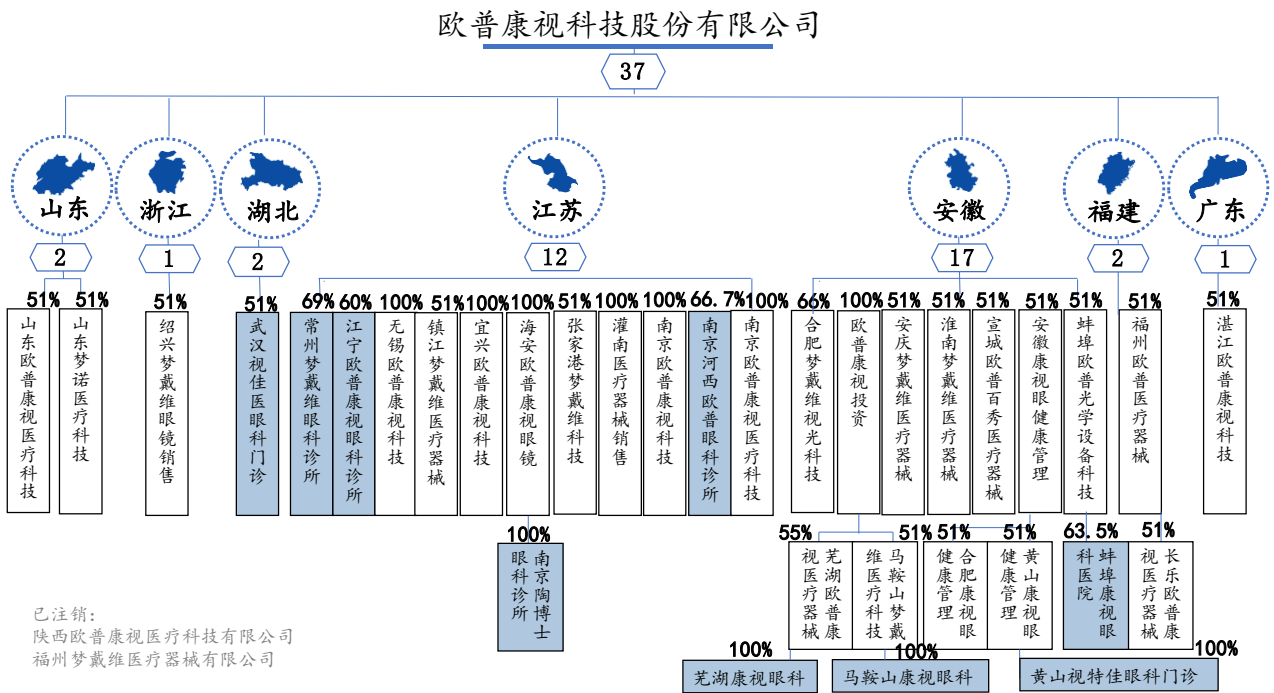 欧普康视科技股份有限公司
37
山东
浙江
湖北
江苏
安徽
福建
广东
2
1
2
12
17
2
1
51%
51%
51%
51%
69%
60%
100%
51%
100%
100%
51%
100%
100%
66.7%
100%
66%
100%
51%
51%
51%
51%
51%
51%
51%
山东欧普康视医疗科技
山东梦诺医疗科技
绍兴梦戴维眼镜销售
武汉视佳医眼科门诊
常州梦戴维眼科诊所
江宁欧普康视眼科诊所
无锡欧普康视科技
镇江梦戴维医疗器械
宜兴欧普康视科技
海安欧普康视眼镜
张家港梦戴维科技
灌南医疗器械销售
南京欧普康视科技
南京河西欧普眼科诊所
南京欧普康视医疗科技
合肥梦戴维视光科技
欧普康视投资
安庆梦戴维医疗器械
淮南梦戴维医疗器械
宣城欧普百秀医疗器械
安徽康视眼健康管理
蚌埠欧普光学设备科技
福州欧普医疗器械
湛江欧普康视科技
100%
55%
51%
51%
51%
63.5%
51%
南京陶博士
眼科诊所
芜湖欧普康
视医疗器械
马鞍山梦戴
维医疗科技
合肥康视眼
健康管理
黄山康视眼
健康管理
蚌埠康视眼
科医院
长乐欧普康
视医疗器械
100%
100%
100%
芜湖康视眼科
马鞍山康视眼科
黄山视特佳眼科门诊
已注销：
陕西欧普康视医疗科技有限公司
福州梦戴维医疗器械有限公司